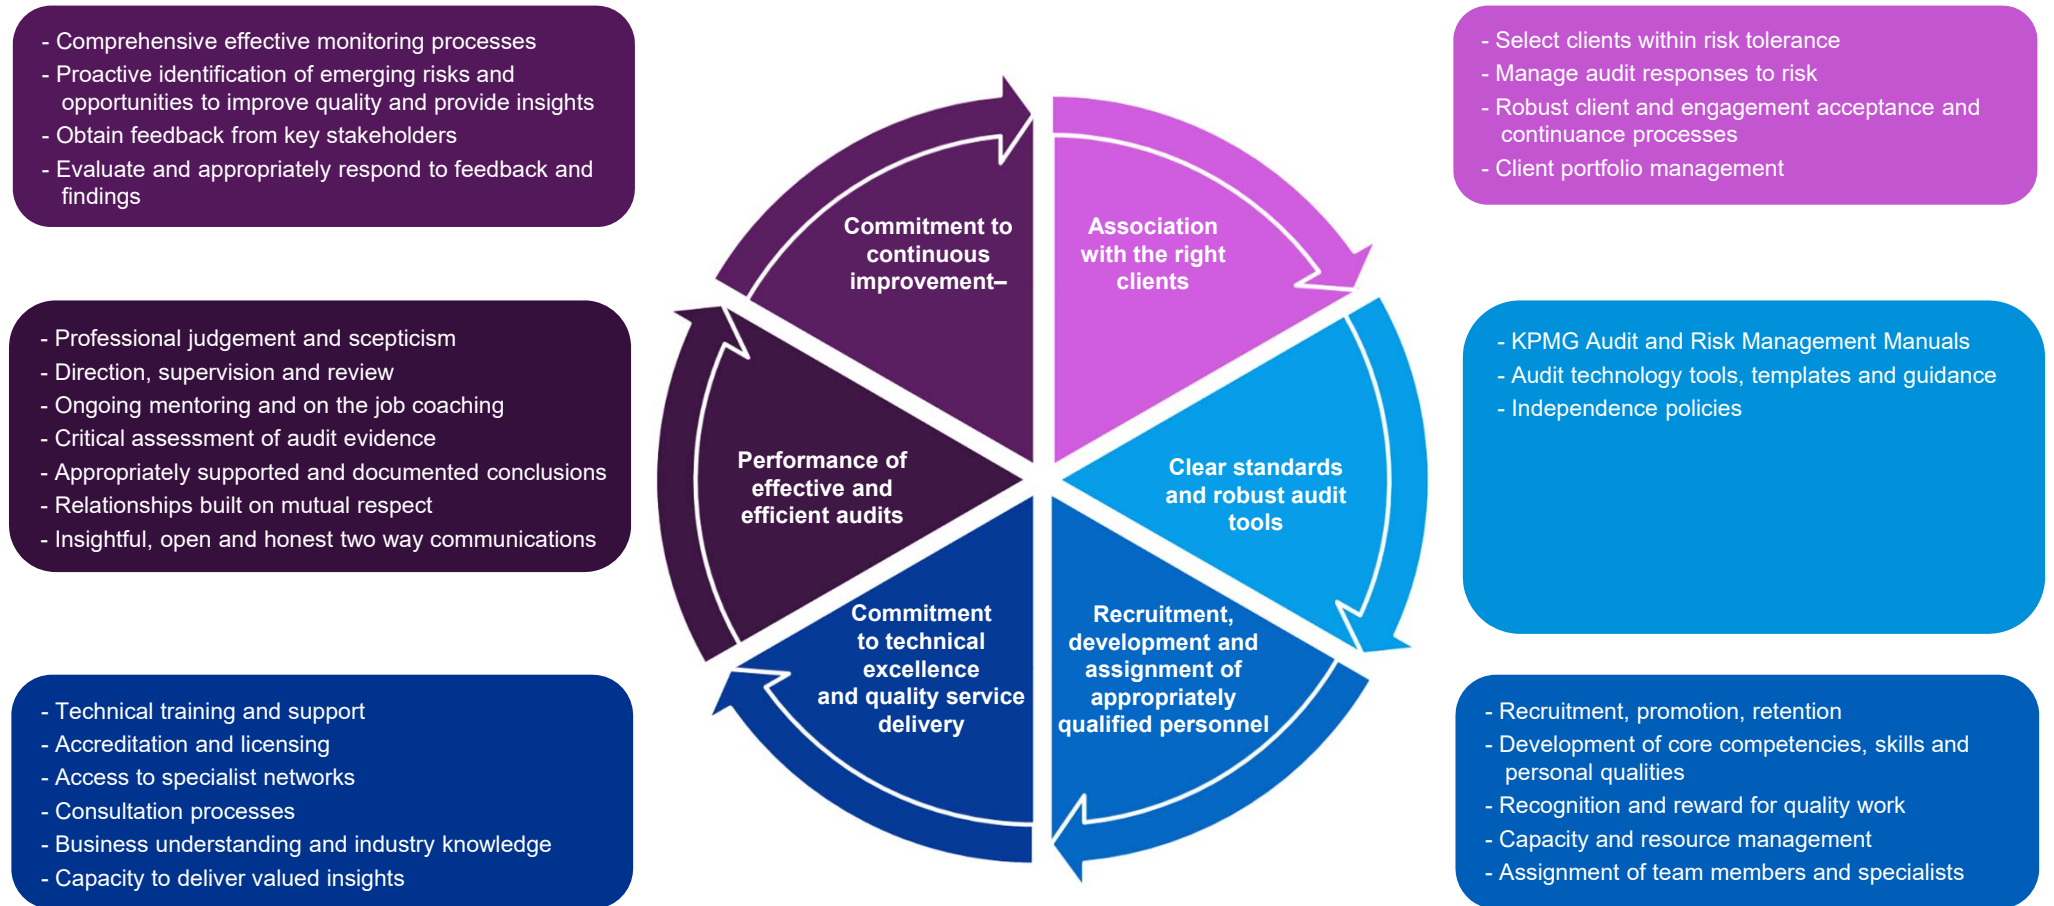 - Comprehensive effective monitoring processes
- Proactive identification of emerging risks and
opportunities to improve quality and provide insights
- Obtain feedback from key stakeholders
- Evaluate and appropriately respond to feedback and
findings
- Select clients within risk tolerance
- Manage audit responses to risk
- Robust client and engagement acceptance and
continuance processes
- Client portfolio management
Commitment to
continuous
improvement–
Association
with the right
clients
- Professional judgement and scepticism
- Direction, supervision and review
- Ongoing mentoring and on the job coaching
- Critical assessment of audit evidence
- Appropriately supported and documented conclusions
- Relationships built on mutual respect
- Insightful, open and honest two way communications
Performance of
effective and
efficient audits
Clear standards
and robust audit
tools
- KPMG Audit and Risk Management Manuals
- Audit technology tools, templates and guidance
- Independence policies
Commitment
to technical
excellence
and quality service
delivery
Recruitment,
development and
assignment of
appropriately
qualified personnel
- Technical training and support
- Accreditation and licensing
- Access to specialist networks
- Consultation processes
- Business understanding and industry knowledge
- Capacity to deliver valued insights
- Recruitment, promotion, retention
- Development of core competencies, skills and
personal qualities
- Recognition and reward for quality work
- Capacity and resource management
- Assignment of team members and specialists